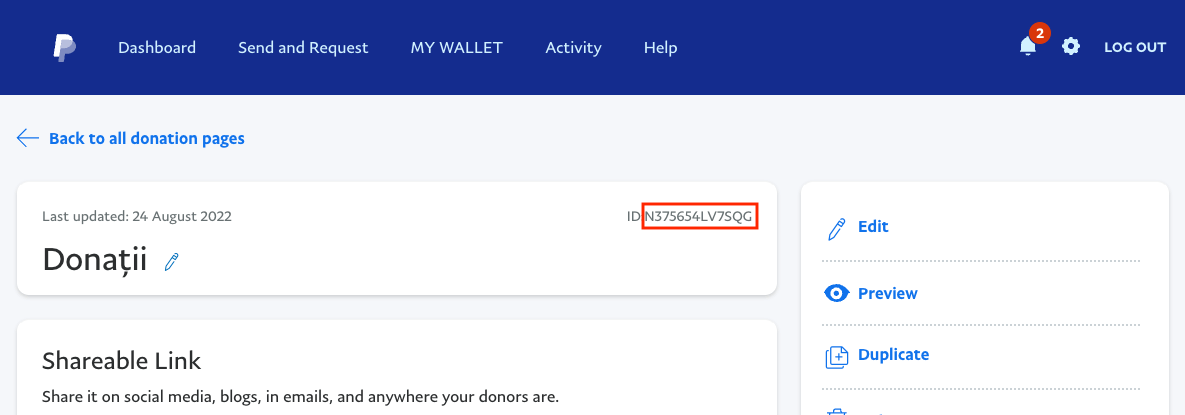 Dashboard Send and Request MY WALLET Activity Help 2 LOG OUT
Back to all donation pages
Last updated: 24 August 2022 ID N375654LV7SQG
Donații
Edit
Preview
Duplicate
Shareable Link
Share it on social media, blogs, in emails, and anywhere your donors are.